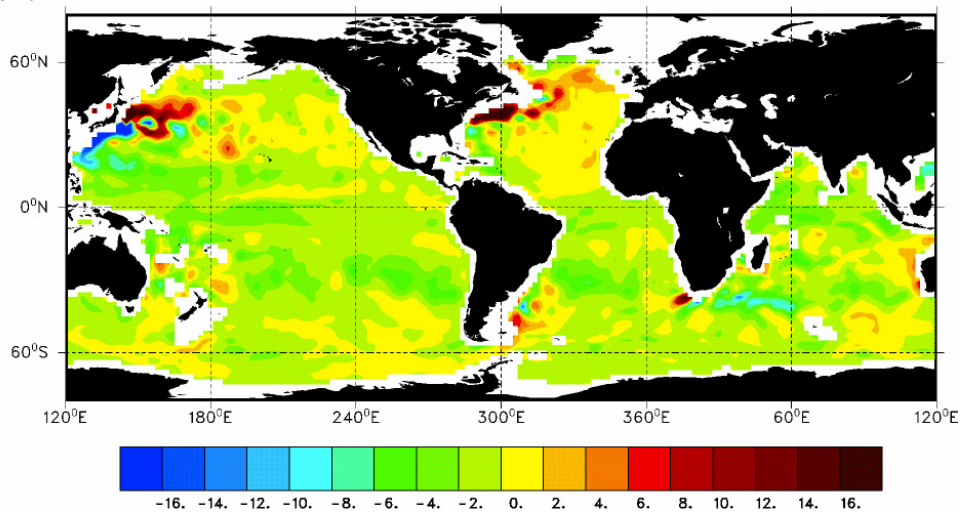 60⁰N
0⁰N
60⁰S
120⁰E 180⁰E 240⁰E 300⁰E 360⁰E 60⁰E 120⁰E
-16. -14. -12. -10. -8. -6. -4. -2. 0. 2. 4. 6. 8. 10. 12. 14. 16.